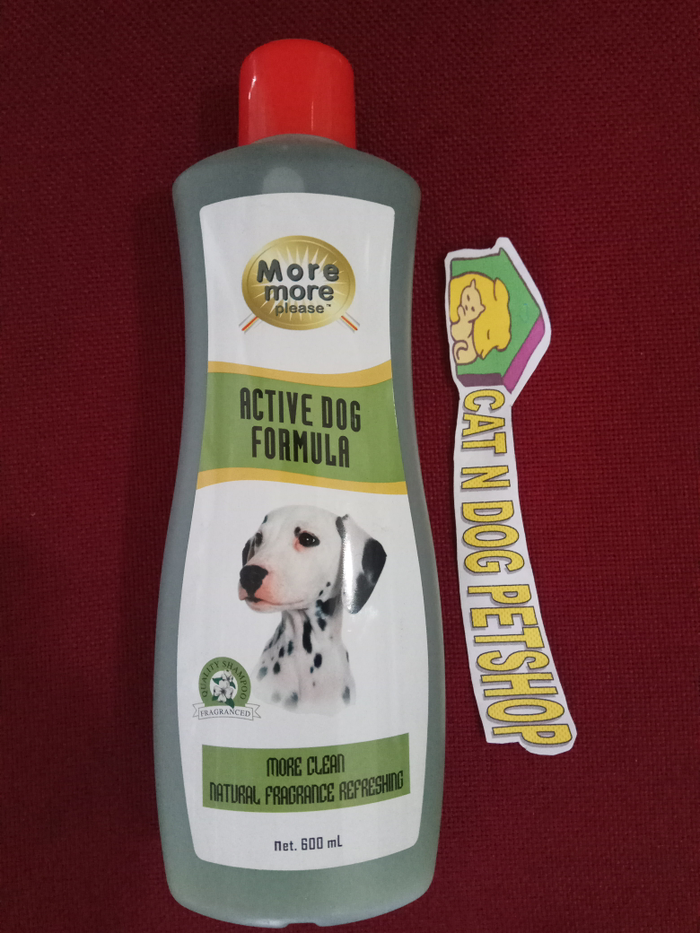 More
more
please™
ACTIVE DOG
FORMULA
QUALITY SHAMPOO
FRAGRANCED
MORE CLEAN
NATURAL FRAGRANCE REFRESHING
Net. 600 mL
CAT N DOG PETSHOP